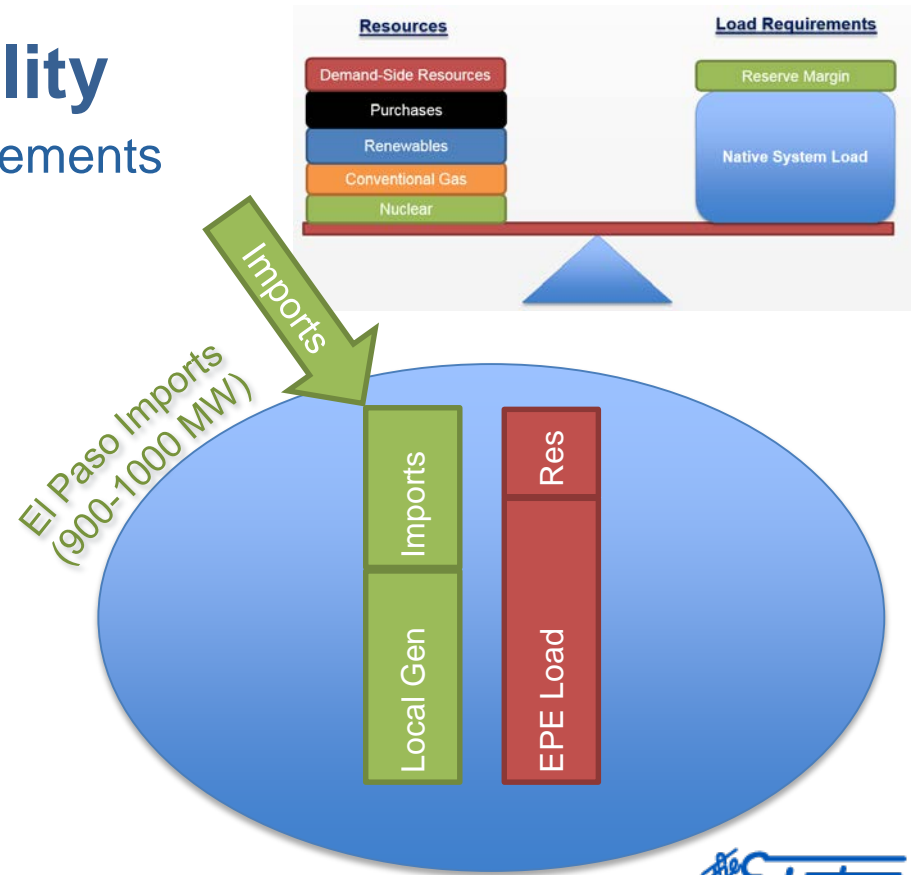 lity
ements
Resources
Load Requirements
Demand-Side Resources
Purchases
Renewables
Conventional Gas
Nuclear
Reserve Margin
Native System Load
Imports
El Paso Imports
(900-1000 MW)
Imports
Local Gen
Res
EPE Load
the